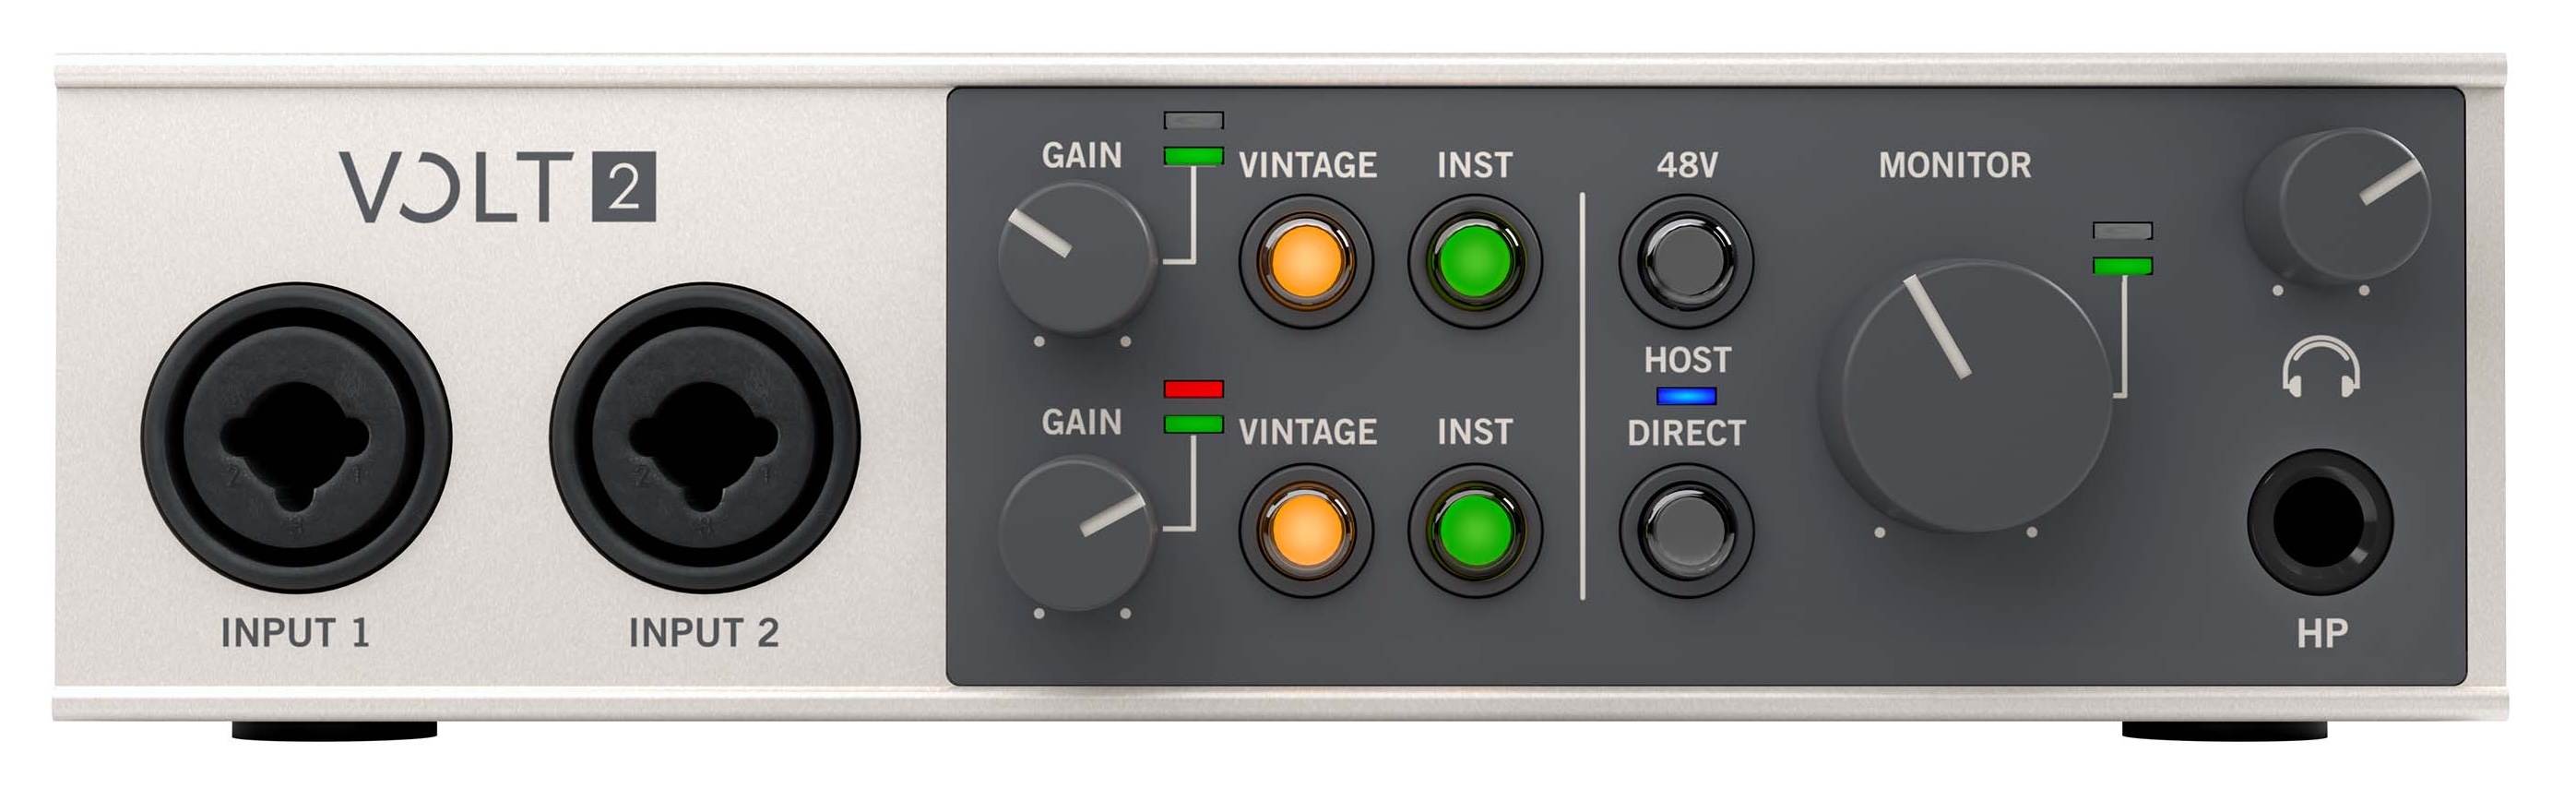 VOLT 2
INPUT 1
INPUT 2
GAIN
VINTAGE
INST
GAIN
VINTAGE
INST
48V
HOST
DIRECT
MONITOR
HP